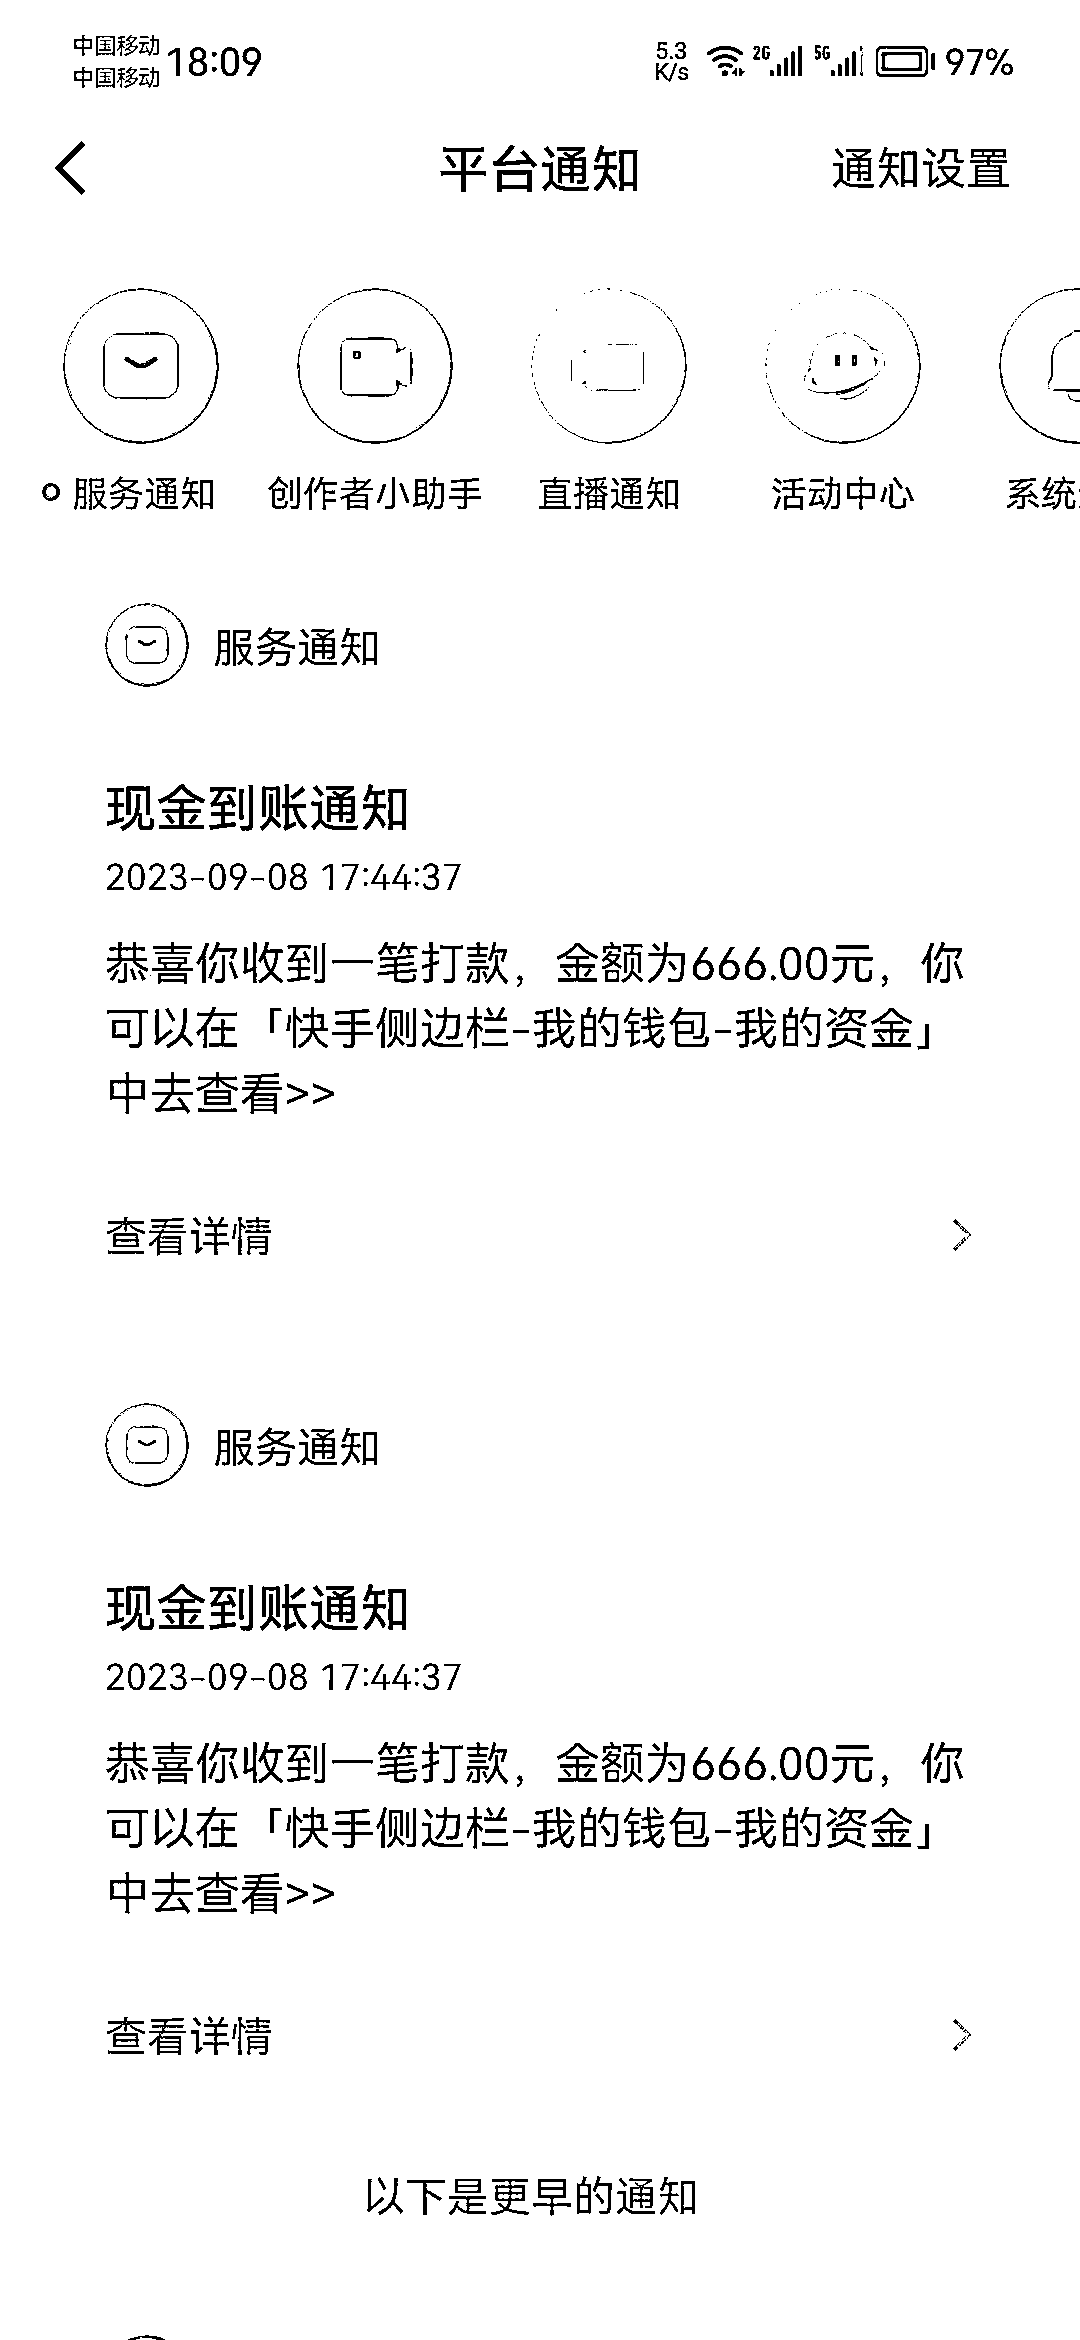 中国移动
中国移动
18:09
5.3
K/s
2G
5G
97%
平台通知
通知设置
服务通知
创作者小助手
直播通知
活动中心
系统
服务通知
现金到账通知
2023-09-08 17:44:37
恭喜你收到一笔打款，金额为666.00元，你
可以在「快手侧边栏-我的钱包-我的资金」
中去查看>>
查看详情
服务通知
现金到账通知
2023-09-08 17:44:37
恭喜你收到一笔打款，金额为666.00元，你
可以在「快手侧边栏-我的钱包-我的资金」
中去查看>>
查看详情
以下是更早的通知